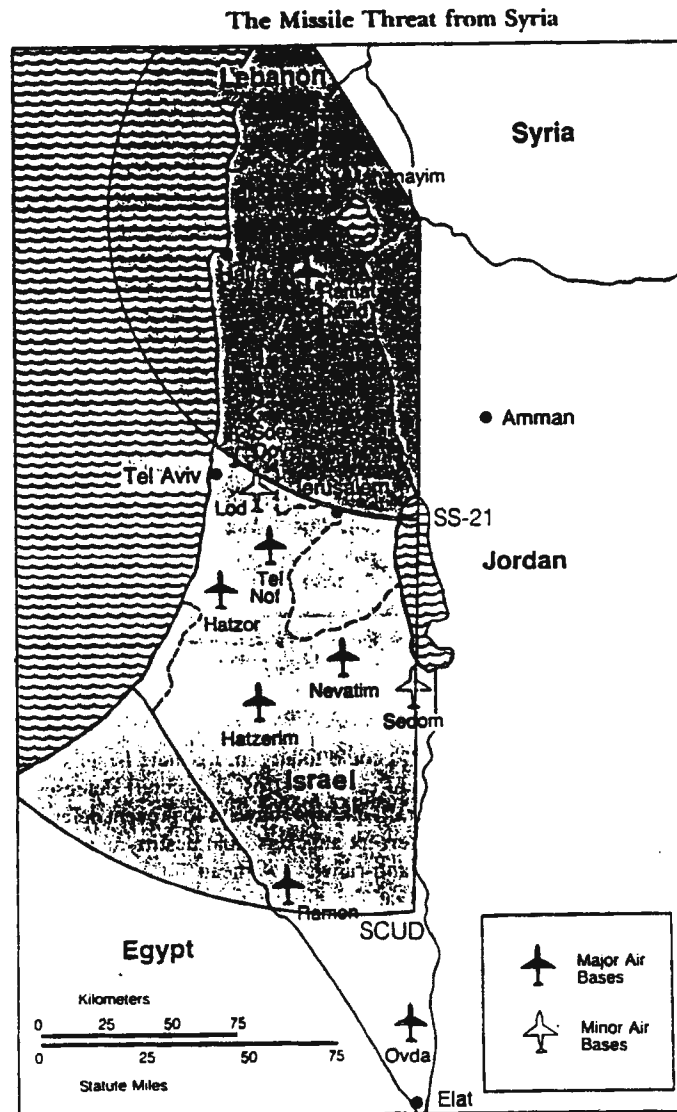 The Missile Threat from Syria
Lebanon
Syria
Haifa
Ramat
Amman
Tel Aviv
Jerusalem
Lod
SS-21
Jordan
Tel
Nof
Hatzor
Nevatim
Sedom
Hatzerim
Israel
Ramon
SCUD
Egypt
Major Air
Bases
Kilometers
0 25 50 75
Minor Air
Bases
0 25 50 75
Ovda
Statute Miles
Elat